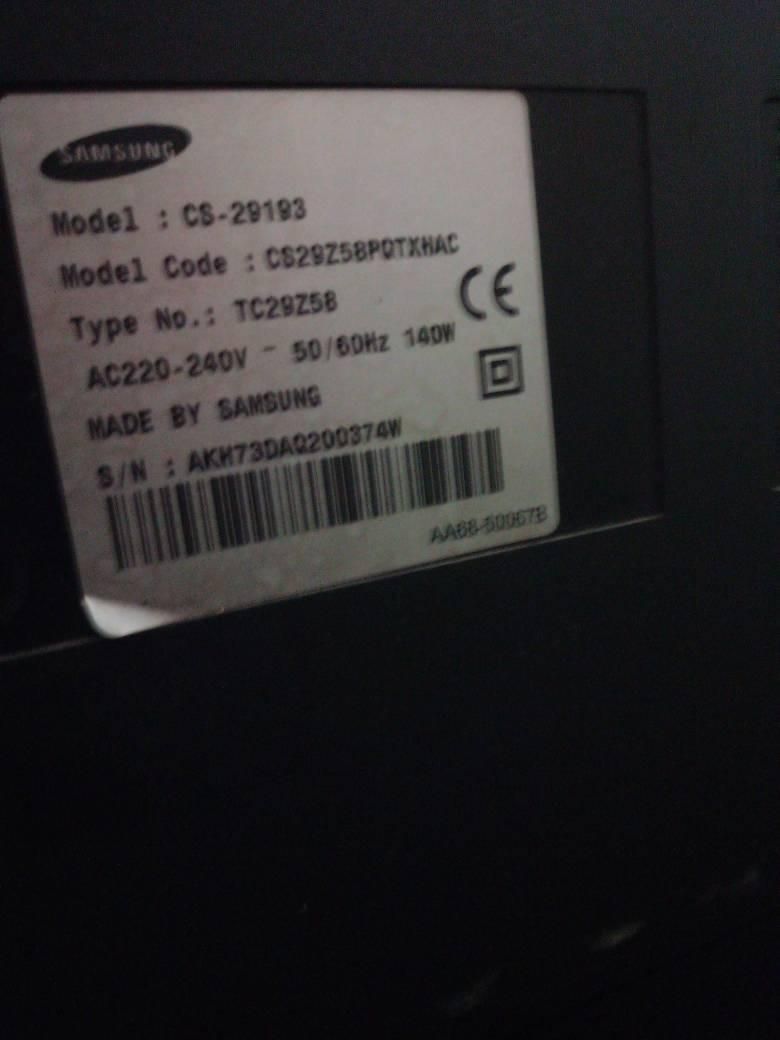 SAMSUNG
Model : CS-29193
Model Code : CS29Z58PQTXHAC
Type No.: TC29Z58
CE
AC220-240V ~ 50/60Hz 140W
MADE BY SAMSUNG
S/N : AKH73DAQ200374W